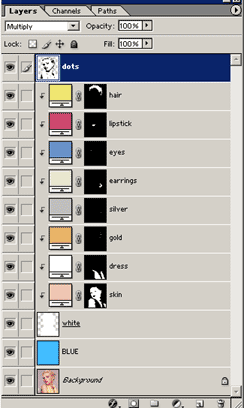 Layers Channels Paths
Multiply Opacity: 100%
Lock: Fill: 100%
dots
hair
lipstick
eyes
earrings
silver
gold
dress
skin
white
BLUE
Background